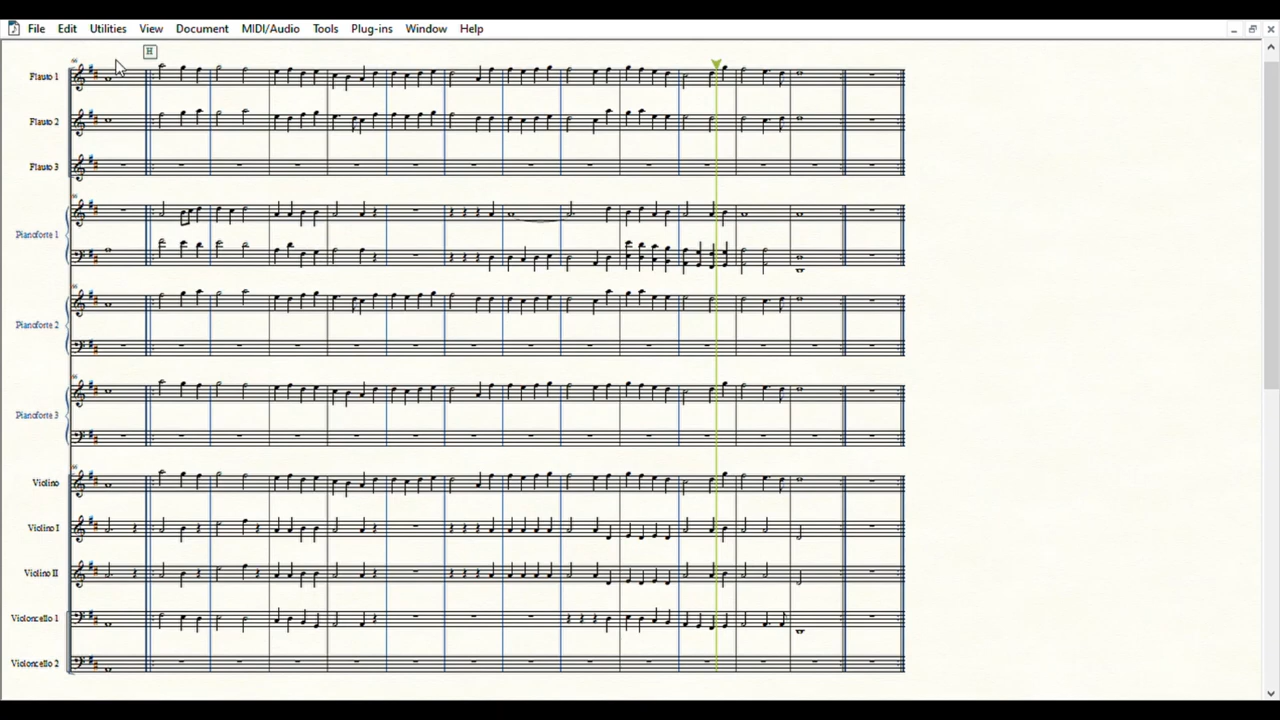 File Edit Utilities View Document MIDI/Audio Tools Plug-ins Window Help
H
Flauto 1
Flauto 2
Flauto 3
Pianoforte 1
Pianoforte 2
Pianoforte 3
Violino
Violino I
Violino II
Violoncello 1
Violoncello 2